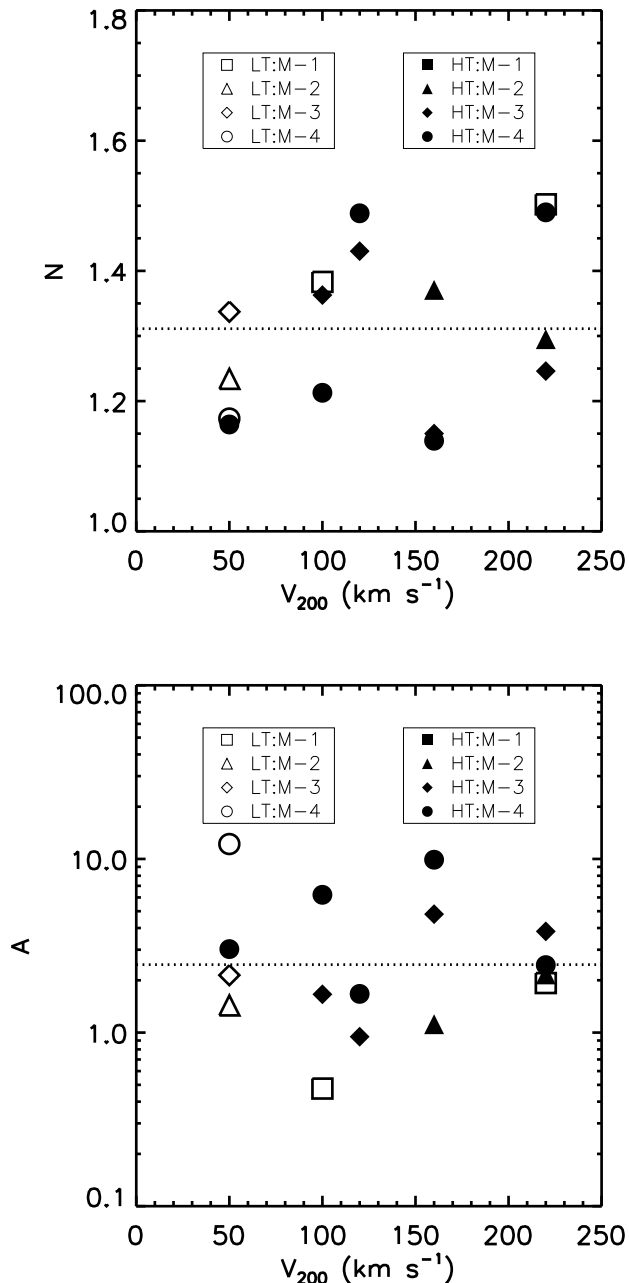 1.8
LT:M−1 HT:M−1
LT:M−2 HT:M−2
LT:M−3 HT:M−3
LT:M−4 HT:M−4
1.6
1.4
N
1.2
1.0
0 50 100 150 200 250
V200 (km s−1)
100.0
LT:M−1 HT:M−1
LT:M−2 HT:M−2
LT:M−3 HT:M−3
LT:M−4 HT:M−4
10.0
A
1.0
0.1
0 50 100 150 200 250
V200 (km s−1)